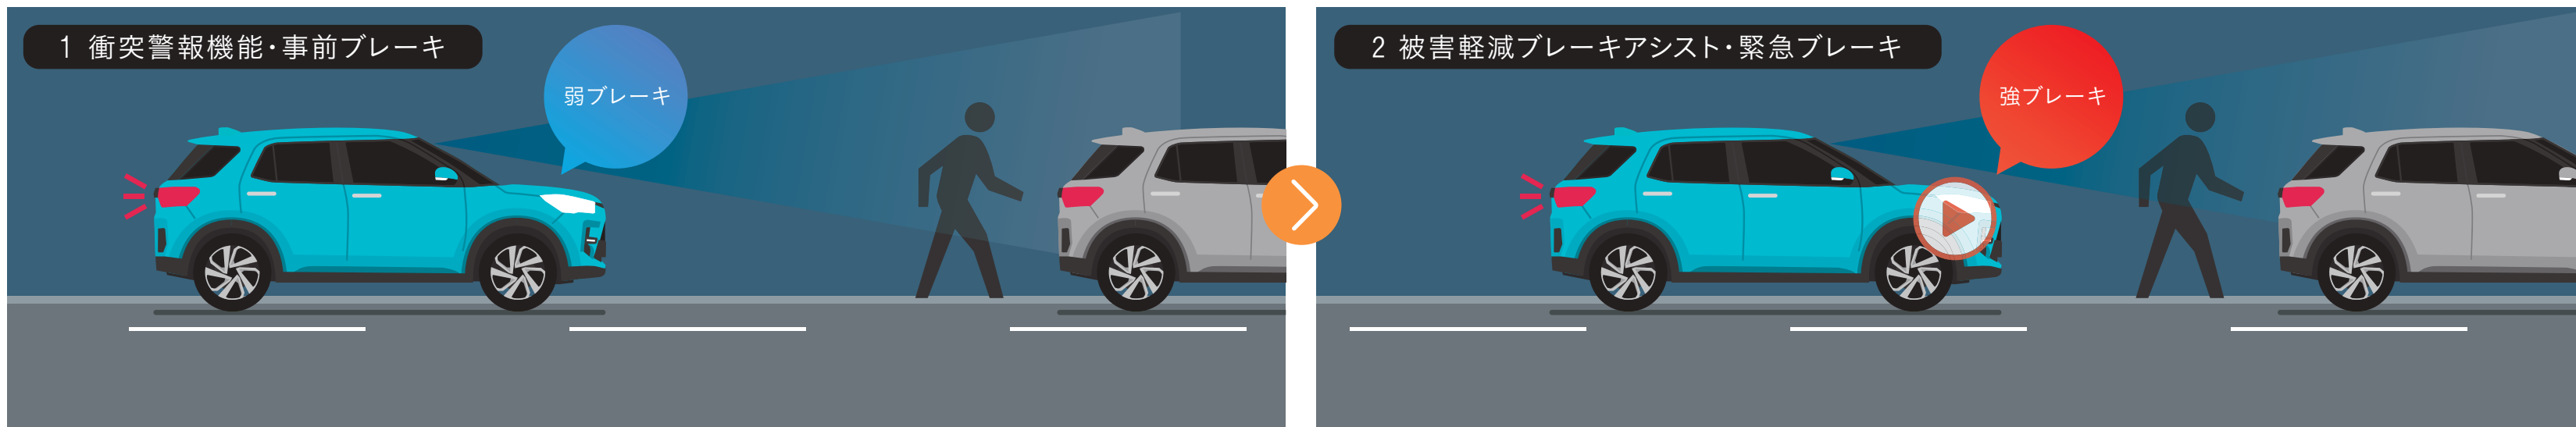 1 衝突警報機能・事前ブレーキ
弱ブレーキ
2 被害軽減ブレーキアシスト・緊急ブレーキ
強ブレーキ